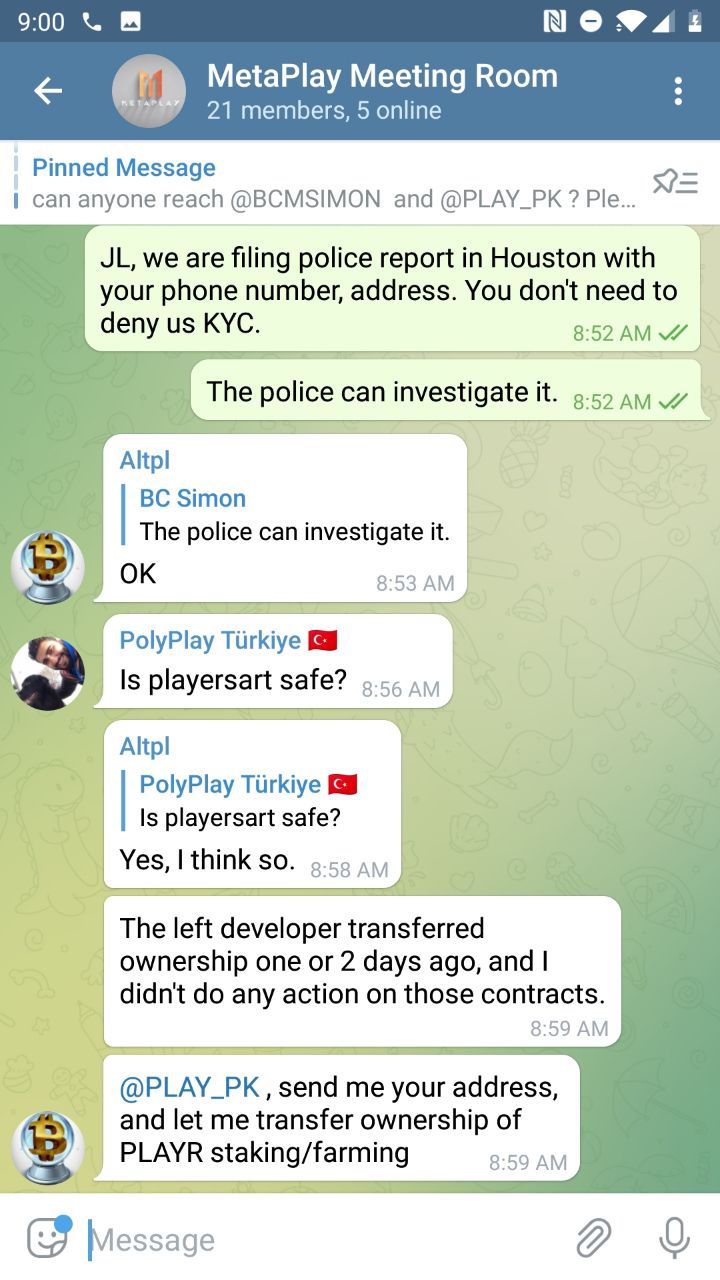 9:00
MetaPlay Meeting Room
METAPLAY
21 members, 5 online
Pinned Message
can anyone reach @BCMSIMON  and @PLAY_PK ? Ple...
JL, we are filing police report in Houston with
your phone number, address. You don't need to
deny us KYC.
8:52 AM
The police can investigate it.
8:52 AM
Altpl
BC Simon
The police can investigate it.
OK
8:53 AM
PolyPlay Türkiye 🇹🇷
Is playersart safe?
8:56 AM
Altpl
PolyPlay Türkiye 🇹🇷
Is playersart safe?
Yes, I think so.
8:58 AM
The left developer transferred
ownership one or 2 days ago, and I
didn't do any action on those contracts.
8:59 AM
@PLAY_PK , send me your address,
and let me transfer ownership of
PLAYR staking/farming
8:59 AM
Message